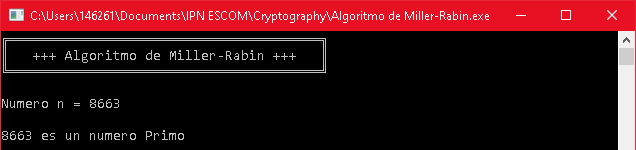 C:\Users\146261\Documents\IPN ESCOM\Cryptography\Algoritmo de Miller-Rabin.exe
+++ Algoritmo de Miller-Rabin +++
Numero n = 8663
8663 es un numero Primo